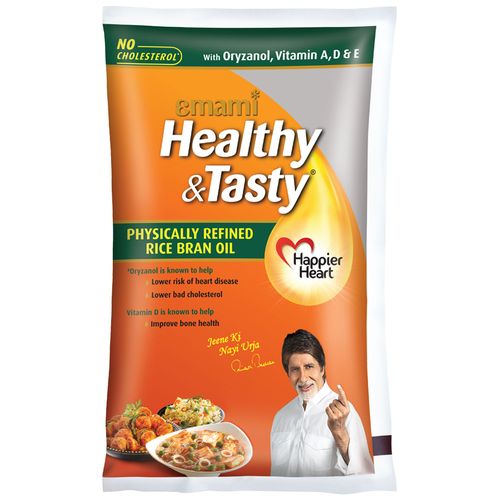 NO
CHOLESTEROL*
With Oryzanol, Vitamin A, D & E
emami*
Healthy
& Tasty®
PHYSICALLY REFINED
RICE BRAN OIL
Happier
Heart
*Oryzanol is known to help
Lower risk of heart disease
Lower bad cholesterol
Vitamin D is known to help
Improve bone health
Jeene Ki
Nayi Urja